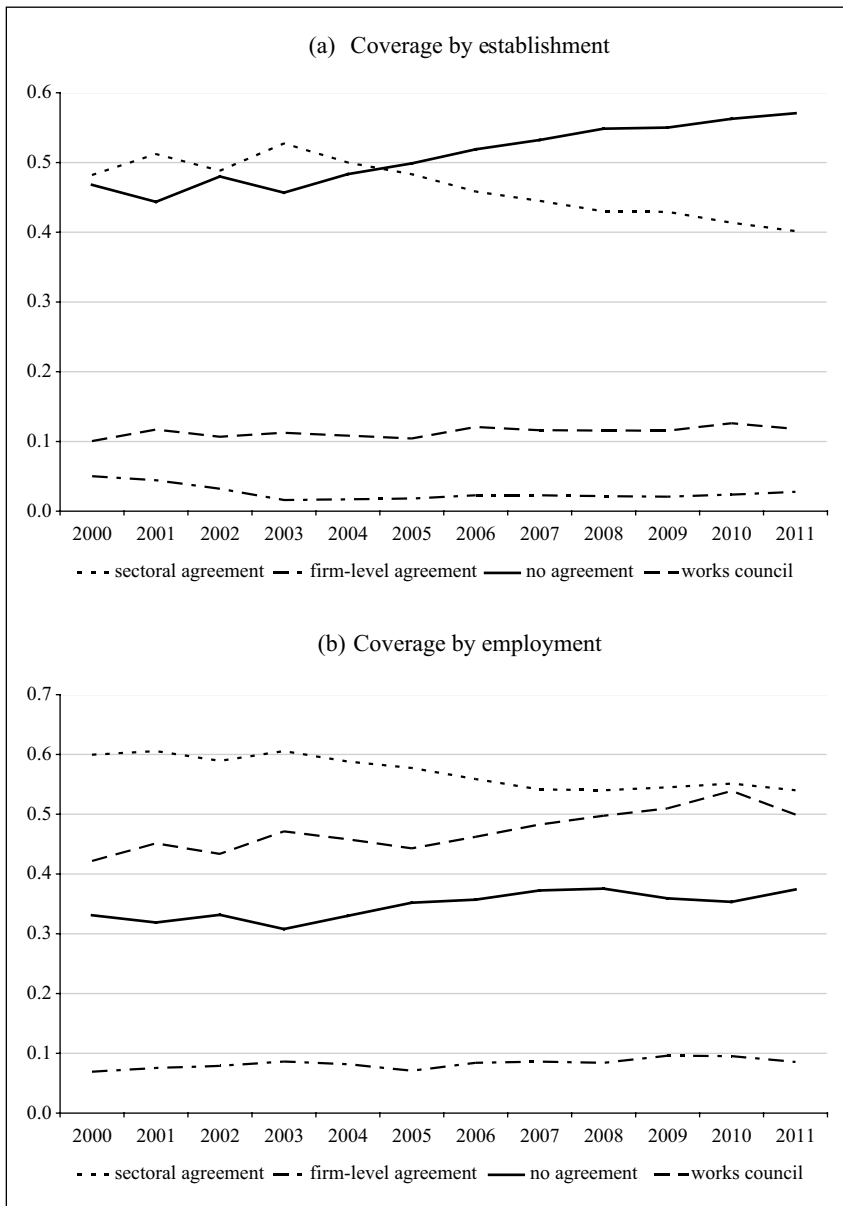 (a) Coverage by establishment
0.6
0.5
0.4
0.3
0.2
0.1
0.0
2000 2001 2002 2003 2004 2005 2006 2007 2008 2009 2010 2011
sectoral agreement firm-level agreement no agreement works council
(b) Coverage by employment
0.7
0.6
0.5
0.4
0.3
0.2
0.1
0.0
2000 2001 2002 2003 2004 2005 2006 2007 2008 2009 2010 2011
sectoral agreement firm-level agreement no agreement works council